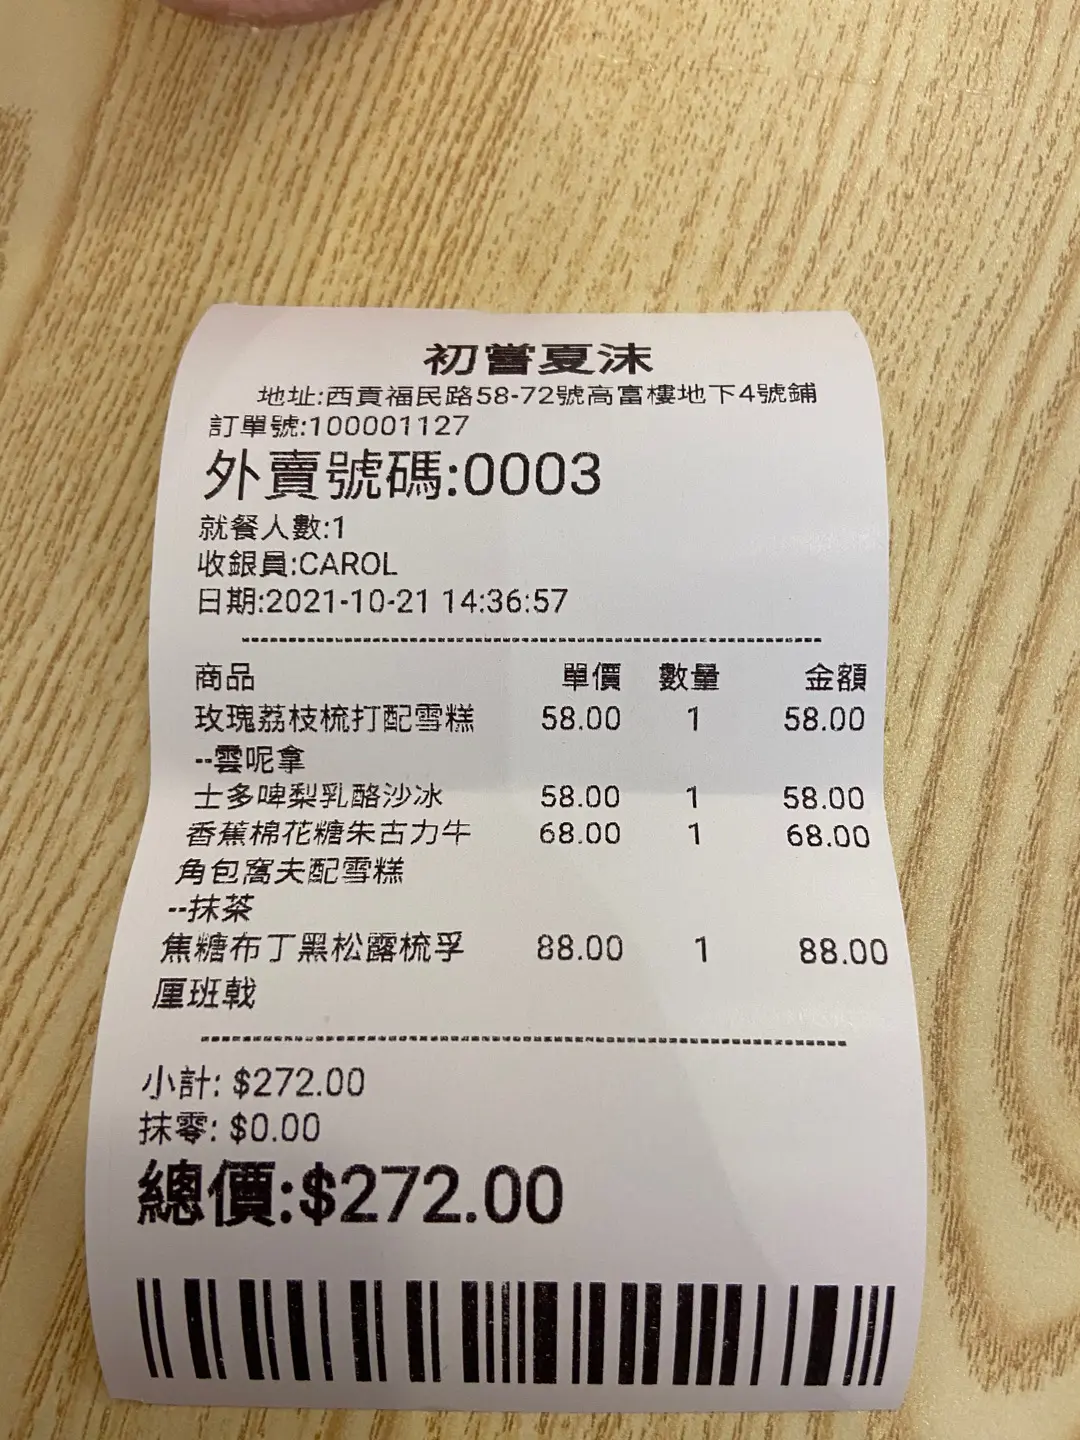 初嘗夏沫
地址:西貢福民路58-72號高富樓地下4號鋪
訂單號:100001127
外賣號碼:0003
就餐人數:1
收銀員:CAROL
日期:2021-10-21 14:36:57
商品 單價 數量 金額
玫瑰荔枝梳打配雪糕 58.00 1 58.00
--雲呢拿
士多啤梨乳酪沙冰 58.00 1 58.00
香蕉棉花糖朱古力牛 68.00 1 68.00
角包窩夫配雪糕
--抹茶
焦糖布丁黑松露梳乎 88.00 1 88.00
厘班戟
小計: $272.00
抹零: $0.00
總價:$272.00